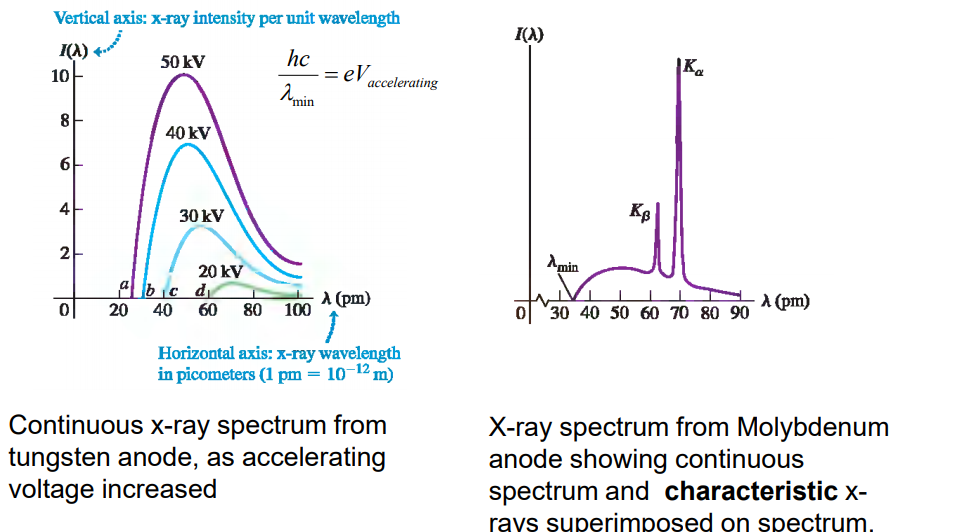 Vertical axis: x-ray intensity per unit wavelength
I(λ)
10
8
6
4
2
0
50 kV
40 kV
30 kV
20 kV
hc
λmin
= eVaccelerating
a b c d
20 40 60 80 100
λ (pm)
Horizontal axis: x-ray wavelength
in picometers (1 pm = 10⁻¹² m)
Continuous x-ray spectrum from
tungsten anode, as accelerating
voltage increased
I(λ)
Kα
Kβ
λmin
0 30 40 50 60 70 80 90
λ (pm)
X-ray spectrum from Molybdenum
anode showing continuous
spectrum and characteristic x-
rays superimposed on spectrum.